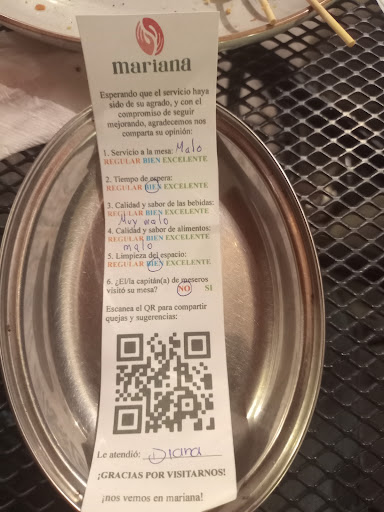 mariana
Esperando que el servicio haya
sido de su agrado, y con el
compromiso de seguir
mejorando, agradecemos nos
comparta su opinión:
1. Servicio a la mesa: Malo
REGULAR BIEN EXCELENTE
2. Tiempo de espera:
REGULAR BIEN EXCELENTE
3. Calidad y sabor de las bebidas:
REGULAR BIEN EXCELENTE
Muy malo
4. Calidad y sabor de alimentos:
REGULAR BIEN EXCELENTE
malo
5. Limpieza del espacio:
REGULAR BIEN EXCELENTE
6. ¿El/la capitán(a) de meseros
visitó su mesa? NO SI
Escanea el QR para compartir
quejas y sugerencias:
Le atendió: Diana
¡GRACIAS POR VISITARNOS!
¡nos vemos en mariana!